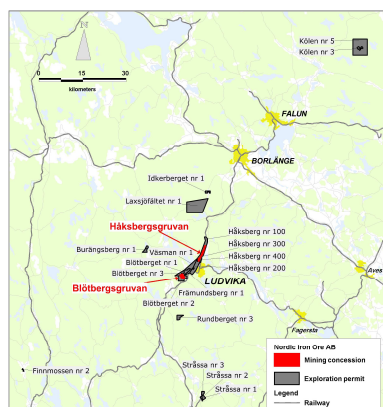 N
Kölen nr 5
Kölen nr 3
0 15 30
kilometers
FALUN
BORLÄNGE
Idkerberget nr 1
Laxsjöfältet nr 1
Håksbergsgruvan
Håksberg nr 100
Håksberg nr 300
Burängsberg nr 1
Väsman nr 1
Håksberg nr 400
Blötberget nr 1
Håksberg nr 200
Blötberget nr 3
Blötbergsgruvan
LUDVIKA
Främundsberg nr 1
Blötberget nr 2
Aves
Rundberget nr 3
Fagersta
Nordic Iron Ore AB
Mining concession
Exploration permit
Legend
Railway
Finnmossen nr 2
Stråssa nr 3
Stråssa nr 2
Stråssa nr 1